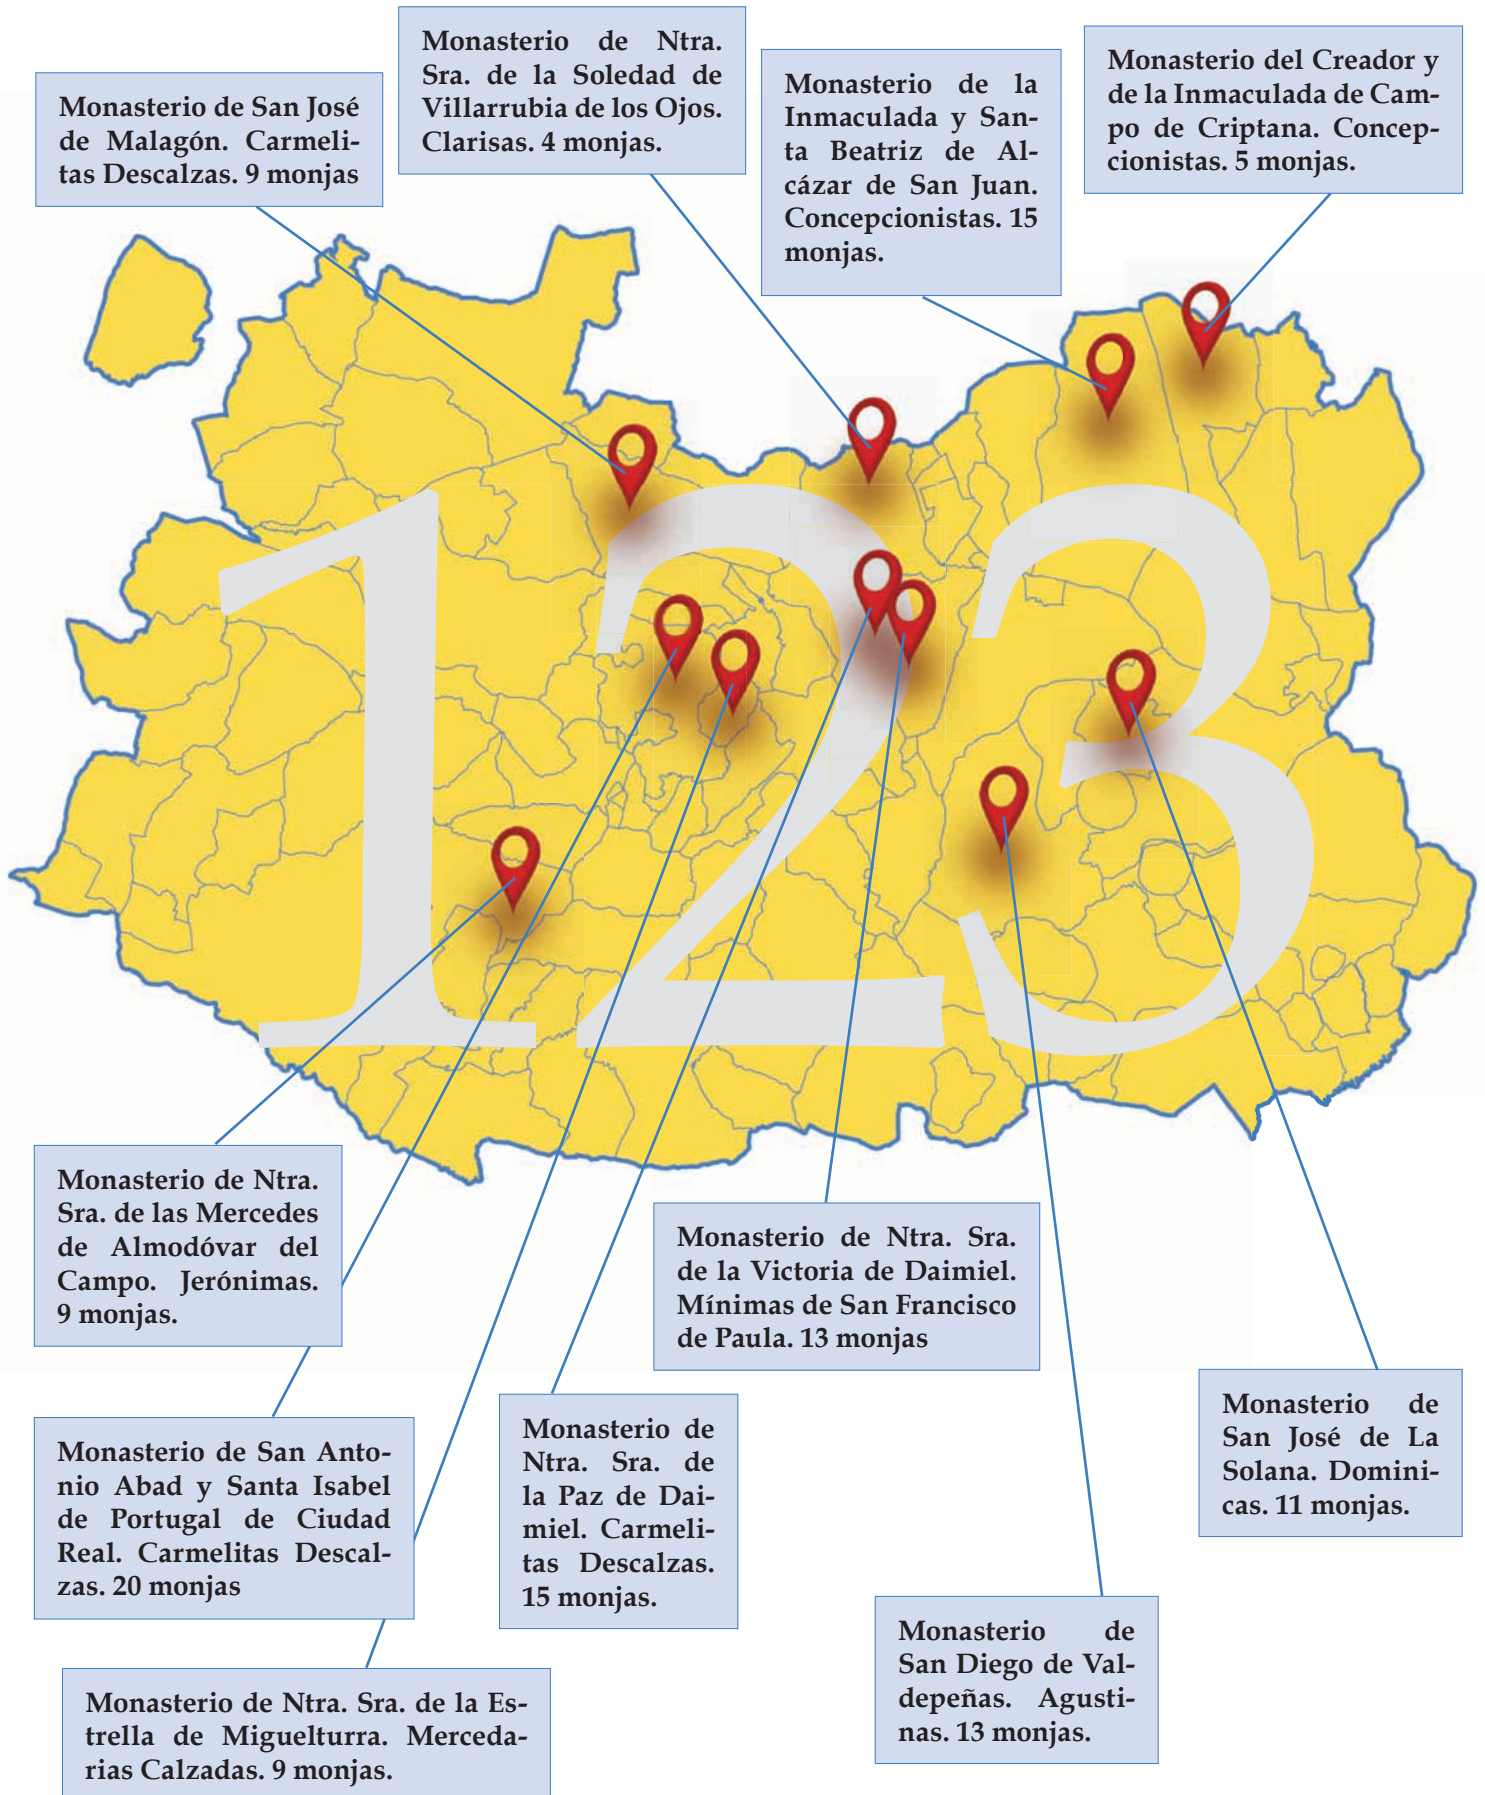 Monasterio de San José
de Malagón. Carmeli-
tas Descalzas. 9 monjas
Monasterio de Ntra.
Sra. de la Soledad de
Villarrubia de los Ojos.
Clarisas. 4 monjas.
Monasterio de la
Inmaculada y San-
ta Beatriz de Al-
cázar de San Juan.
Concepcionistas. 15
monjas.
Monasterio del Creador y
de la Inmaculada de Cam-
po de Criptana. Concep-
cionistas. 5 monjas.
123
Monasterio de Ntra.
Sra. de las Mercedes
de Almodóvar del
Campo. Jerónimas.
9 monjas.
Monasterio de Ntra. Sra.
de la Victoria de Daimiel.
Mínimas de San Francisco
de Paula. 13 monjas
Monasterio de
San José de La
Solana. Domini-
cas. 11 monjas.
Monasterio de San Anto-
nio Abad y Santa Isabel
de Portugal de Ciudad
Real. Carmelitas Descal-
zas. 20 monjas
Monasterio de
Ntra. Sra. de
la Paz de Dai-
miel. Carmeli-
tas Descalzas.
15 monjas.
Monasterio de
San Diego de Val-
depeñas. Agusti-
nas. 13 monjas.
Monasterio de Ntra. Sra. de la Es-
trella de Miguelturra. Merceda-
rias Calzadas. 9 monjas.